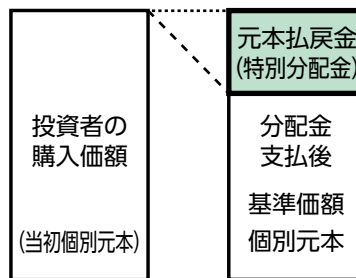 元本払戻金
(特別分配金)
投資者の
購入価額
(当初個別元本)
分配金
支払後
基準価額
個別元本